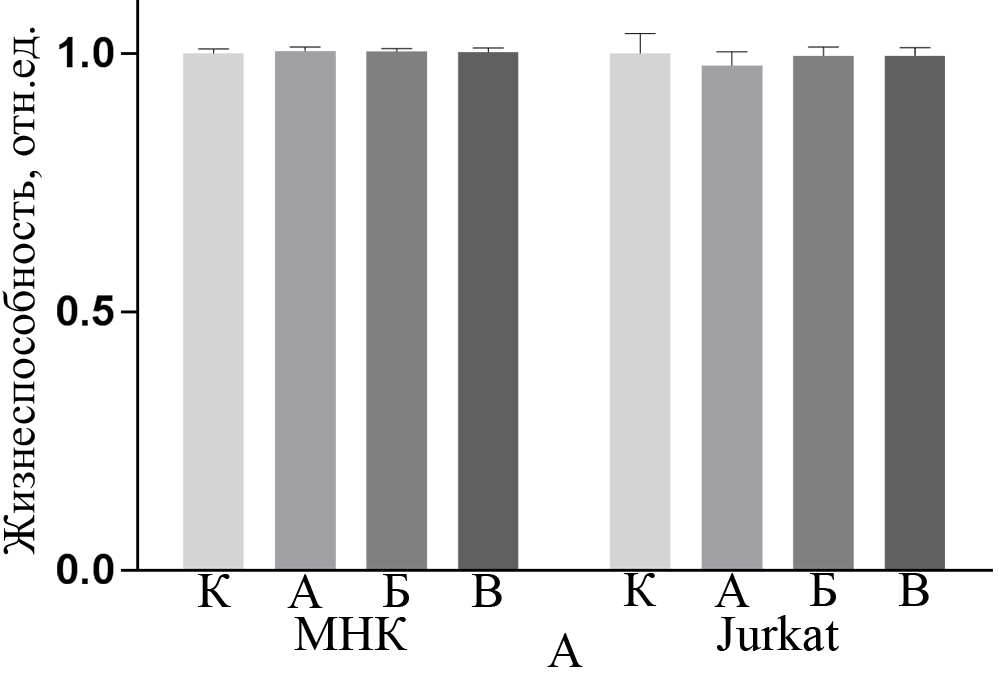 Жизнеспособность, отн.ед.
1.0
0.5
0.0
К А Б В К А Б В
МНК Jurkat
А